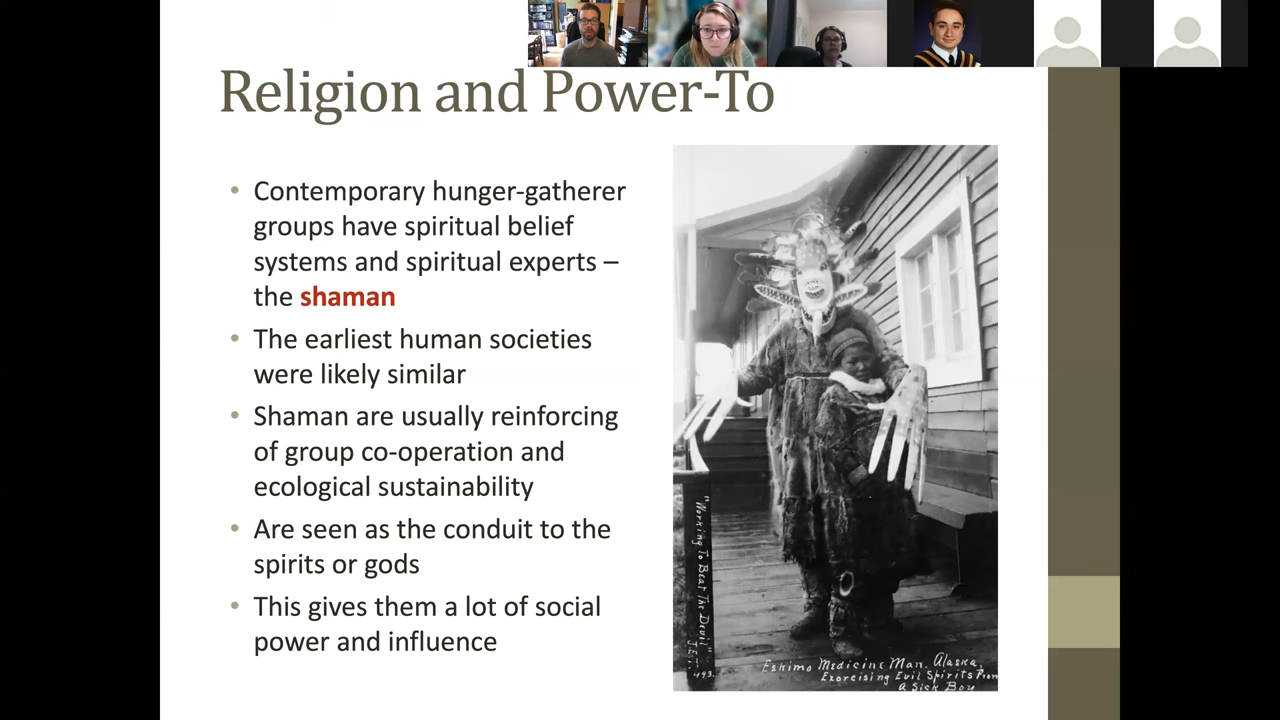 Religion and Power-To
• Contemporary hunger-gatherer
groups have spiritual belief
systems and spiritual experts –
the shaman
• The earliest human societies
were likely similar
• Shaman are usually reinforcing
of group co-operation and
ecological sustainability
• Are seen as the conduit to the
spirits or gods
• This gives them a lot of social
power and influence
"Working To Beat The Devil"
Eskimo Medicine Man, Alaska,
Exorcising Evil Spirits From
A Sick Boy